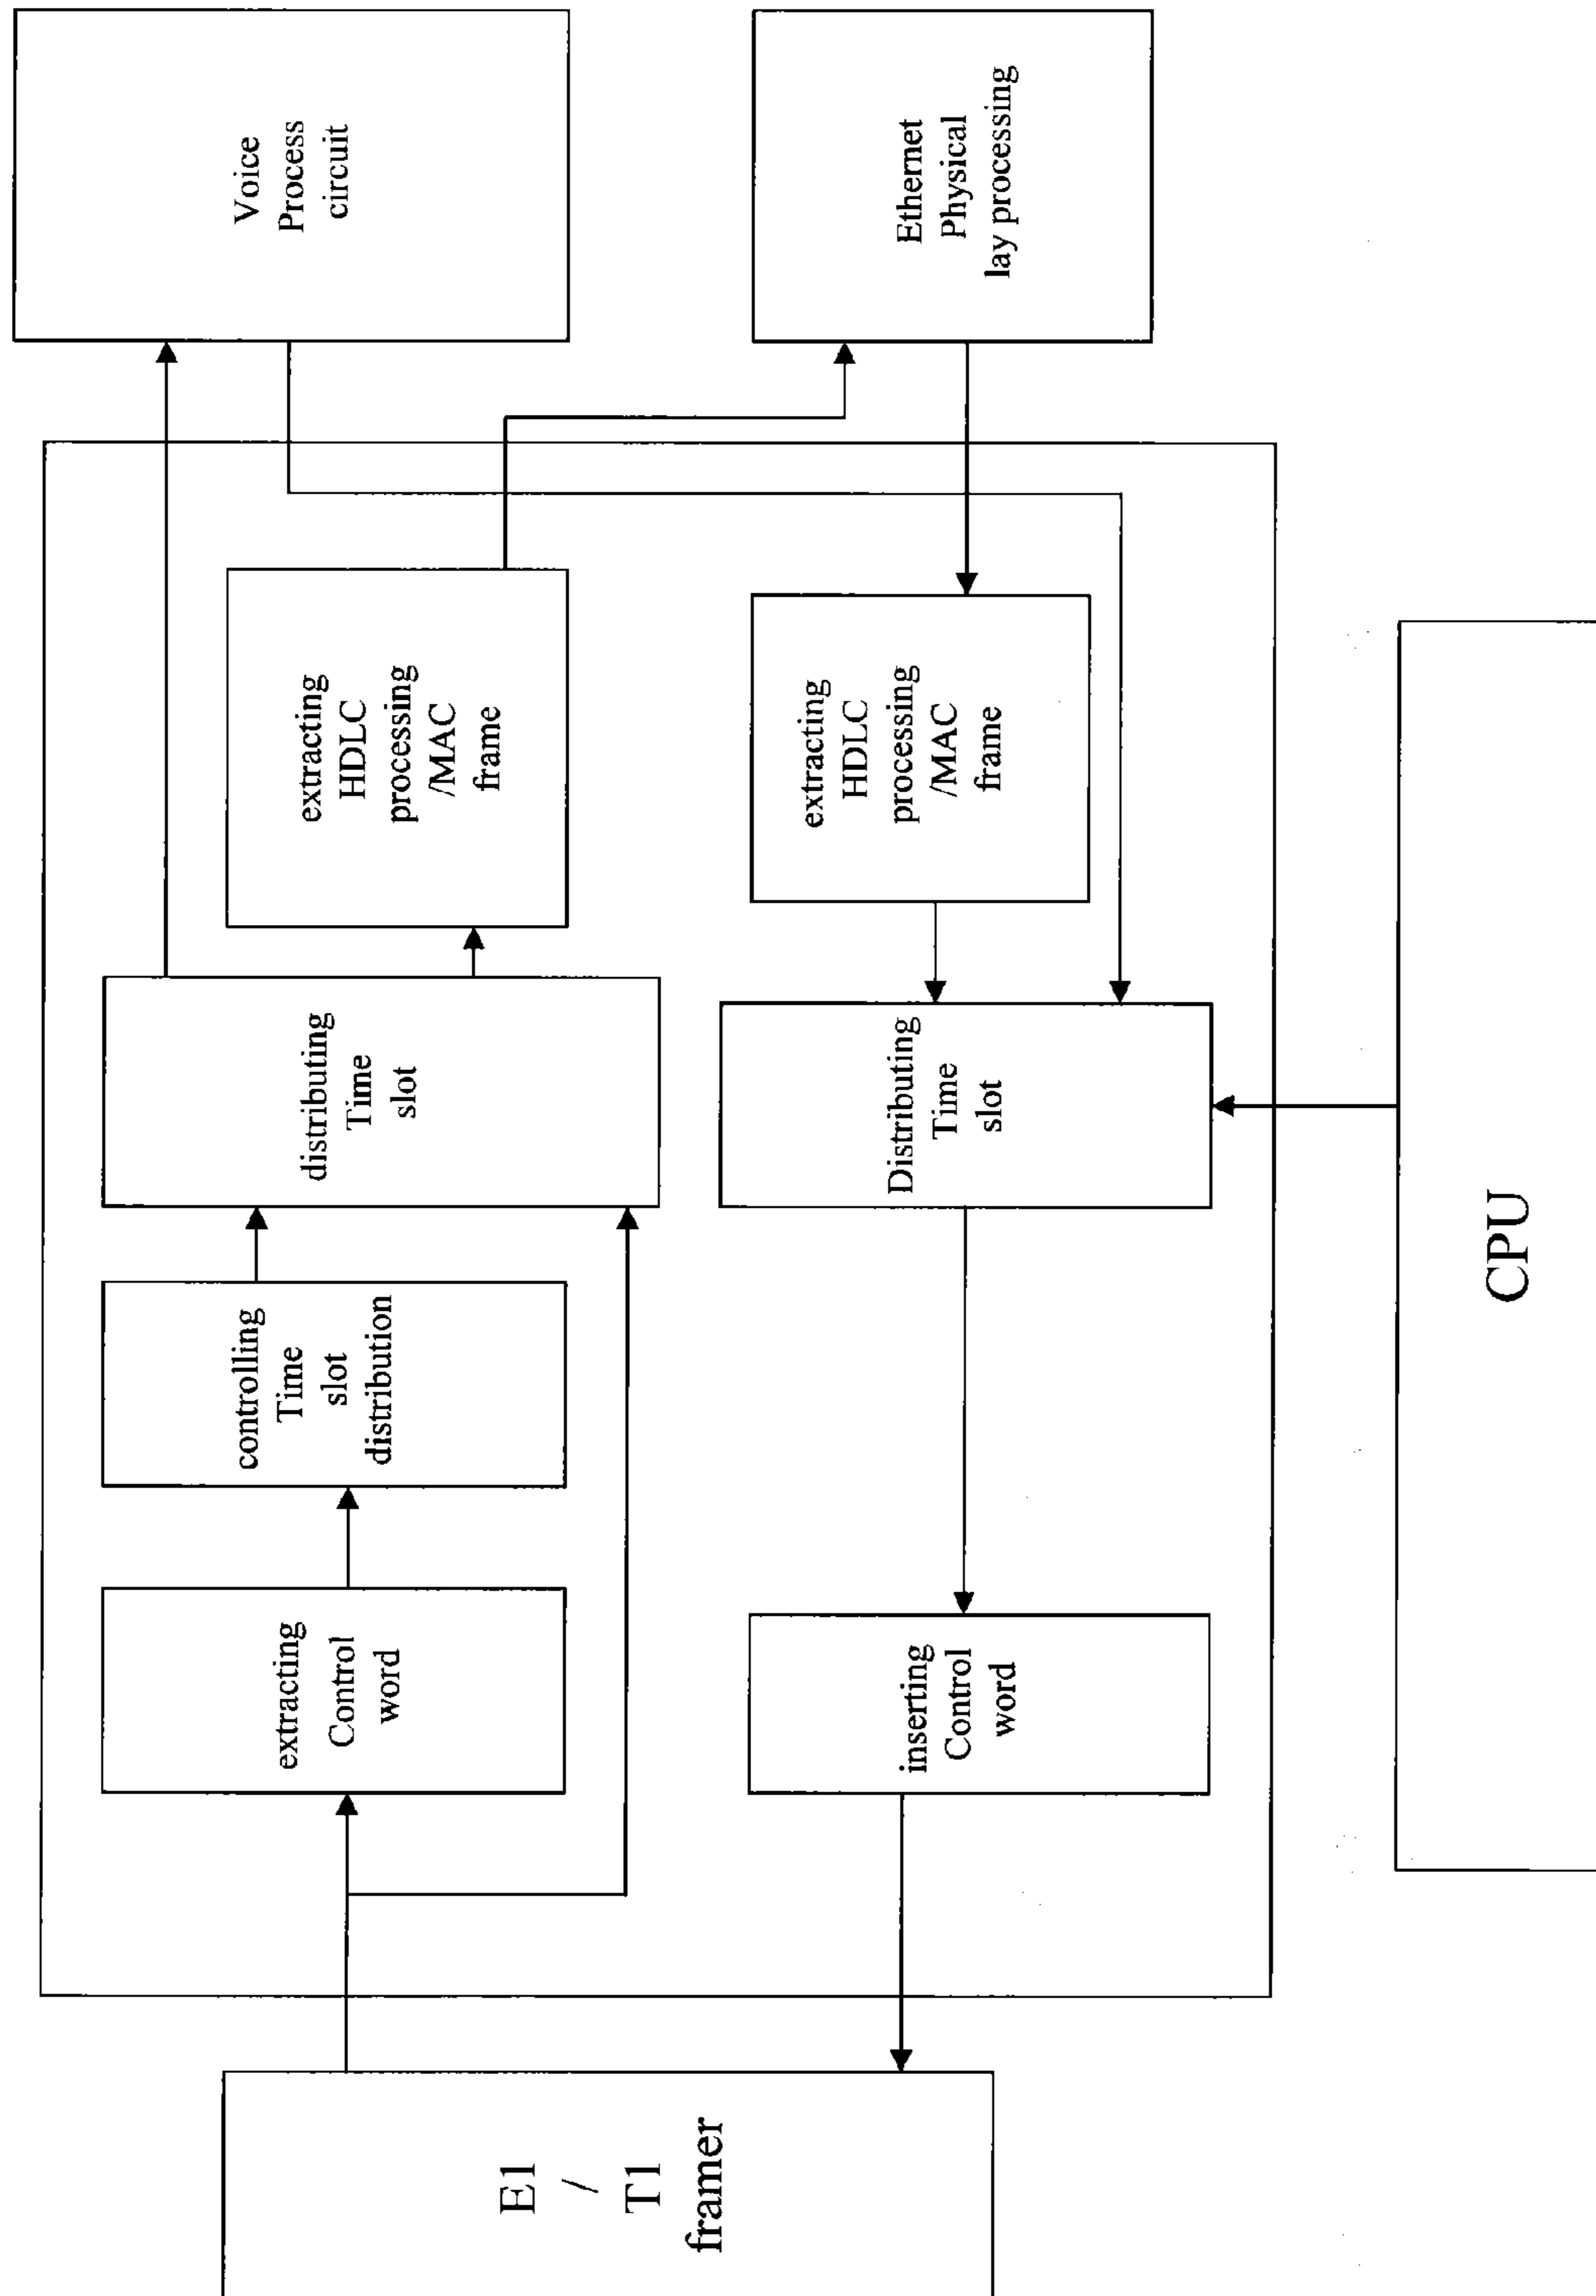 Voice
Process
circuit
Ethernet
Physical
lay processing
extracting
HDLC
processing
/MAC
frame
extracting
HDLC
processing
/MAC
frame
distributing
Time
slot
Distributing
Time
slot
controlling
Time
slot
distribution
extracting
Control
word
inserting
Control
word
E1
/
T1
framer
CPU